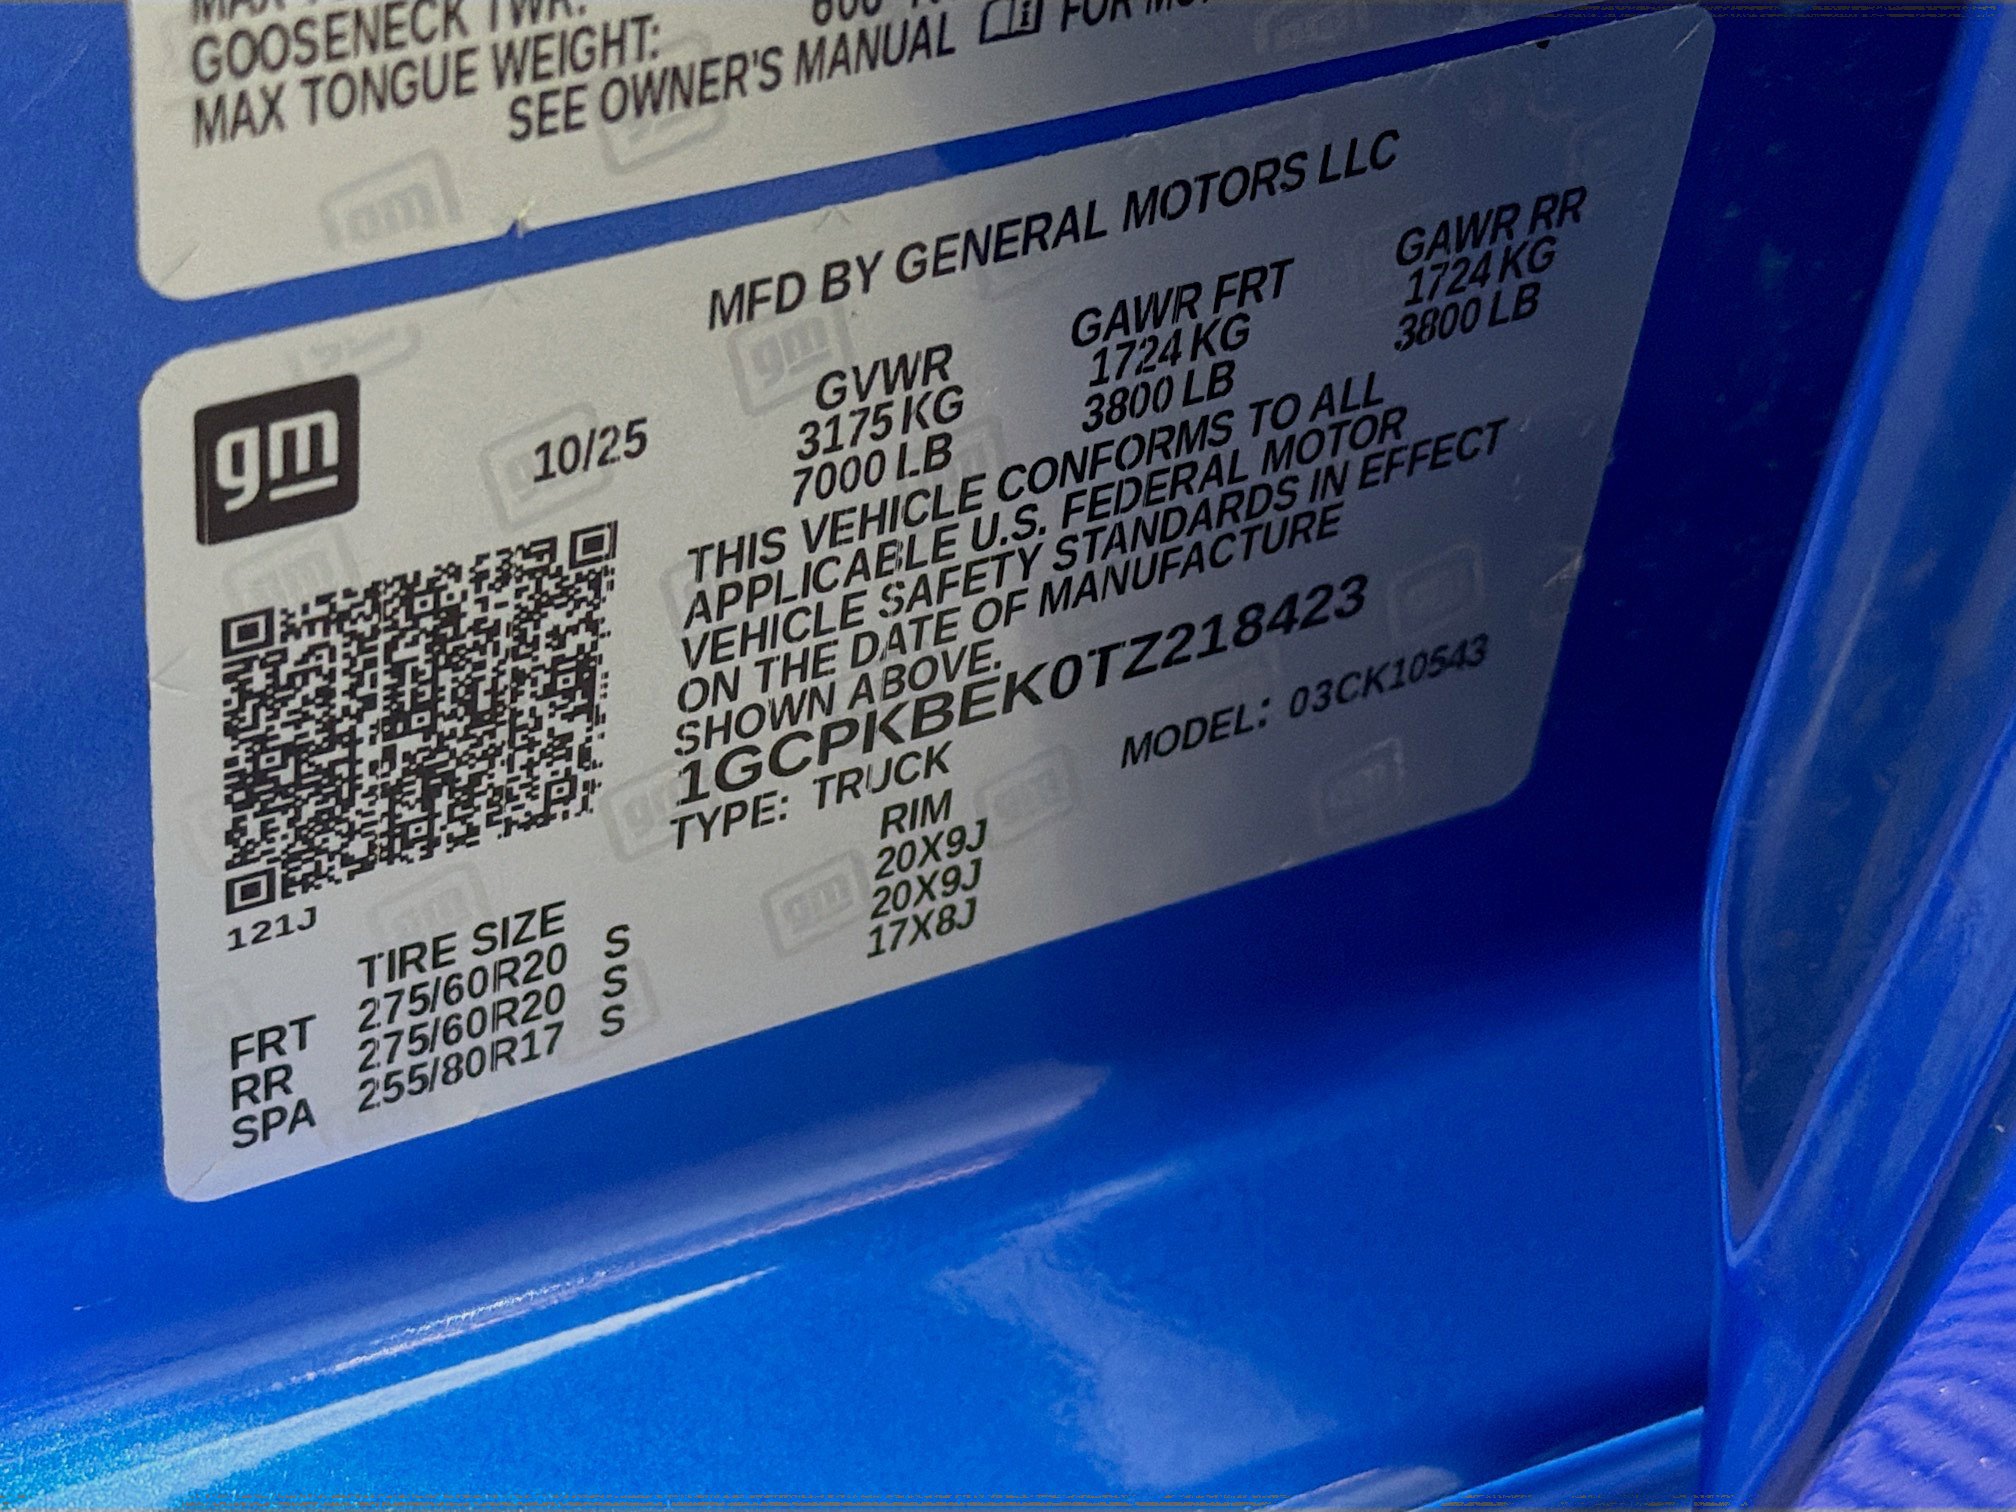 GOOSENECK TWR:
MAX TONGUE WEIGHT:
SEE OWNER'S MANUAL FOR
MFD BY GENERAL MOTORS LLC
gm
10/25
GVWR GAWR FRT GAWR RR
3175 KG 1724 KG 1724 KG
7000 LB 3800 LB 3800 LB
THIS VEHICLE CONFORMS TO ALL
APPLICABLE U.S. FEDERAL MOTOR
VEHICLE SAFETY STANDARDS IN EFFECT
ON THE DATE OF MANUFACTURE
SHOWN ABOVE.
1GCPKBEK0TZ218423
TYPE: TRUCK MODEL: 03CK10543
121J
TIRE SIZE RIM
FRT 275/60R20 S 20X9J
RR 275/60R20 S 20X9J
SPA 255/80R17 S 17X8J